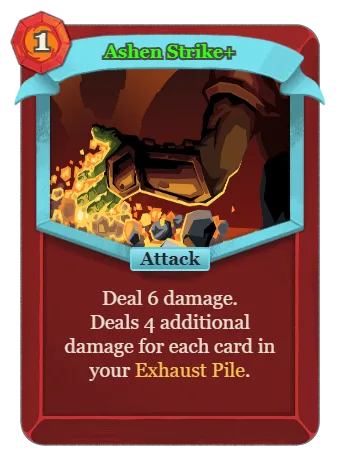 1
Ashen Strike+
Attack
Deal 6 damage.
Deals 4 additional
damage for each card in
your Exhaust Pile.